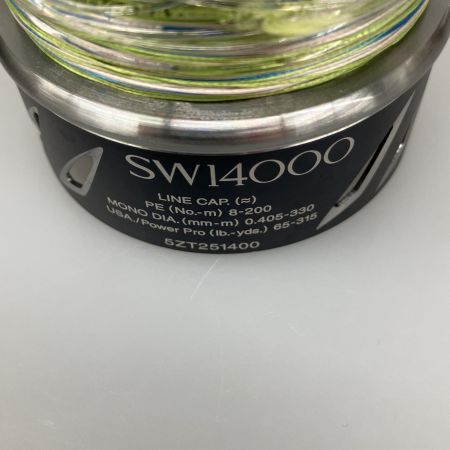 SW14000
LINE CAP. (≈)
PE (No.-m) 8-200
MONO DIA. (mm-m) 0.405-330
USA./Power Pro (lb.-yds.) 65-315
5ZT251400